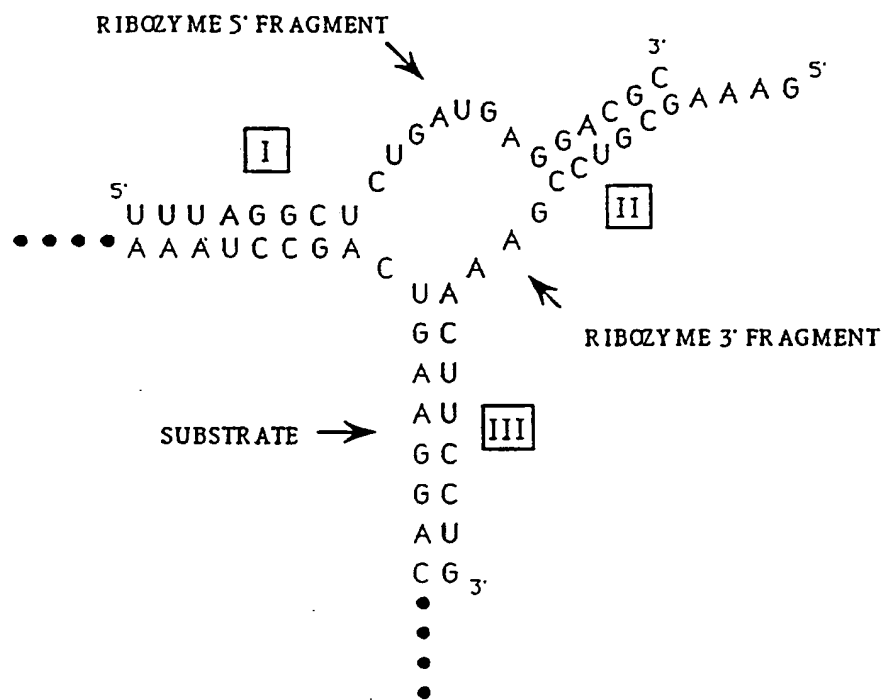 RIBOZYME 5' FRAGMENT
3'
5'
I
C U G A U G A G G A C G C
C C U G C G A A A G
II
5'
U U U A G G C U
A A A U C C G A C
G A A
U A
G C
RIBOZYME 3' FRAGMENT
A U
A U
III
SUBSTRATE
G C
G C
A U
C G 3'